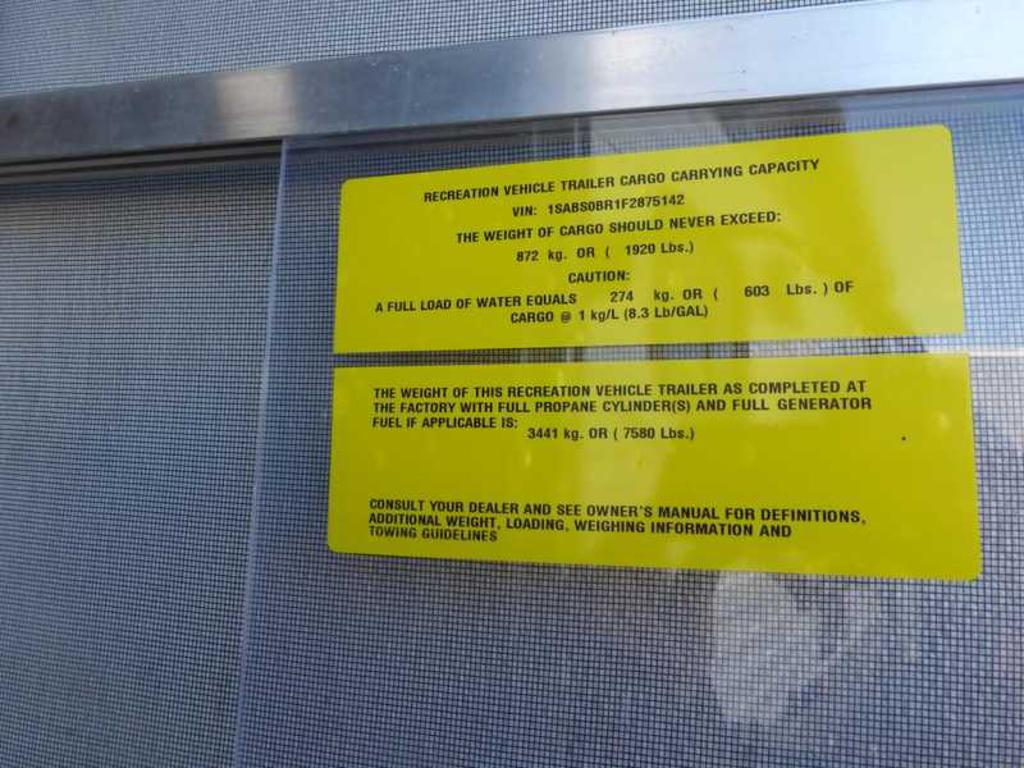 RECREATION VEHICLE TRAILER CARGO CARRYING CAPACITY
VIN: 1SABS0BR1F2875142
THE WEIGHT OF CARGO SHOULD NEVER EXCEED:
872 kg. OR ( 1920 Lbs.)
CAUTION:
A FULL LOAD OF WATER EQUALS 274 kg. OR ( 603 Lbs. ) OF
CARGO @ 1 kg/L (8.3 Lb/GAL)
THE WEIGHT OF THIS RECREATION VEHICLE TRAILER AS COMPLETED AT
THE FACTORY WITH FULL PROPANE CYLINDER(S) AND FULL GENERATOR
FUEL IF APPLICABLE IS:
3441 kg. OR ( 7580 Lbs.)
CONSULT YOUR DEALER AND SEE OWNER'S MANUAL FOR DEFINITIONS,
ADDITIONAL WEIGHT, LOADING, WEIGHING INFORMATION AND
TOWING GUIDELINES